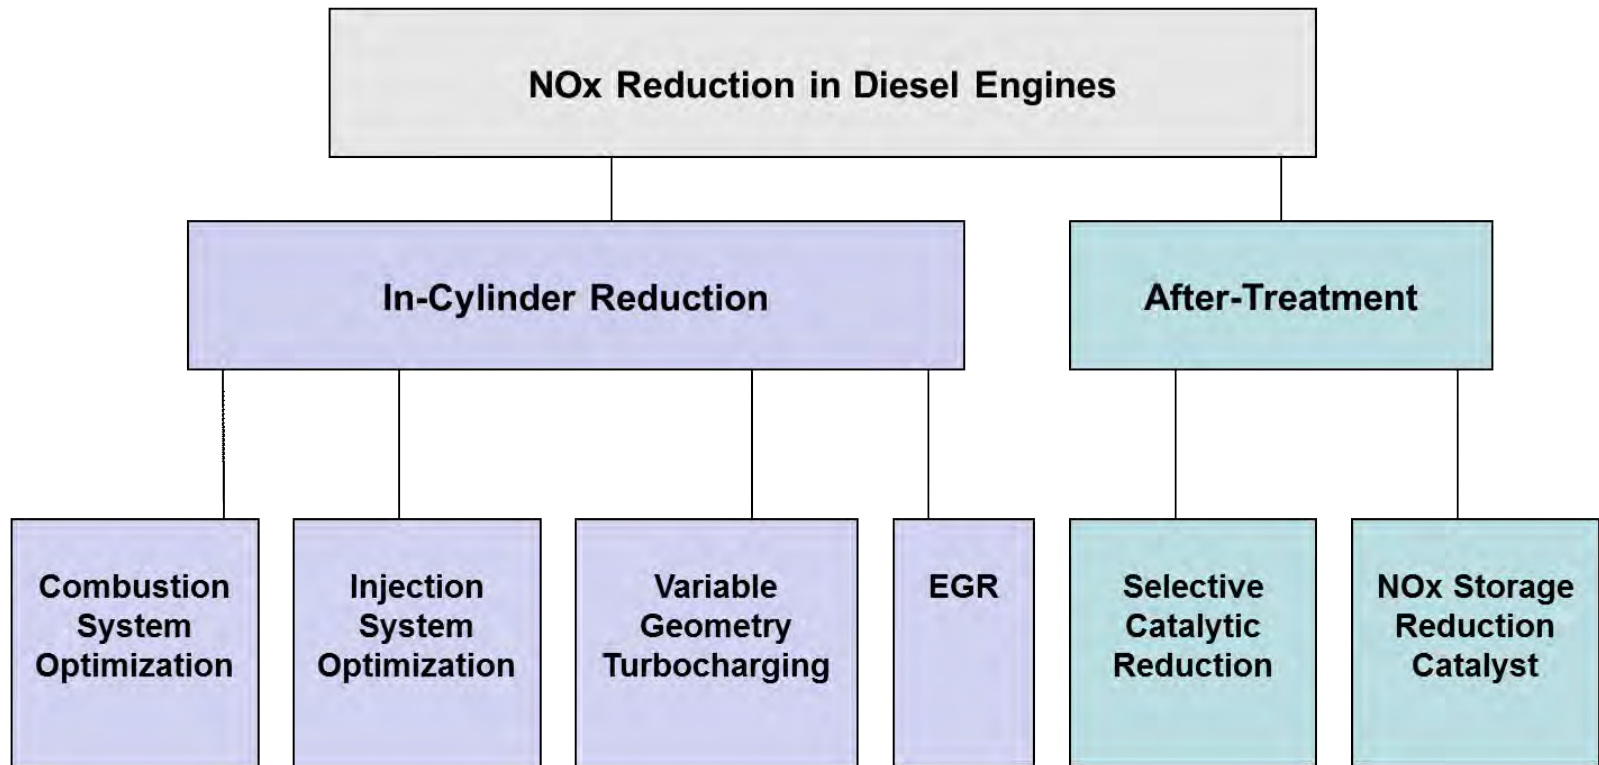 NOx Reduction in Diesel Engines
In-Cylinder Reduction
After-Treatment
Combustion
System
Optimization
Injection
System
Optimization
Variable
Geometry
Turbocharging
EGR
Selective
Catalytic
Reduction
NOx Storage
Reduction
Catalyst